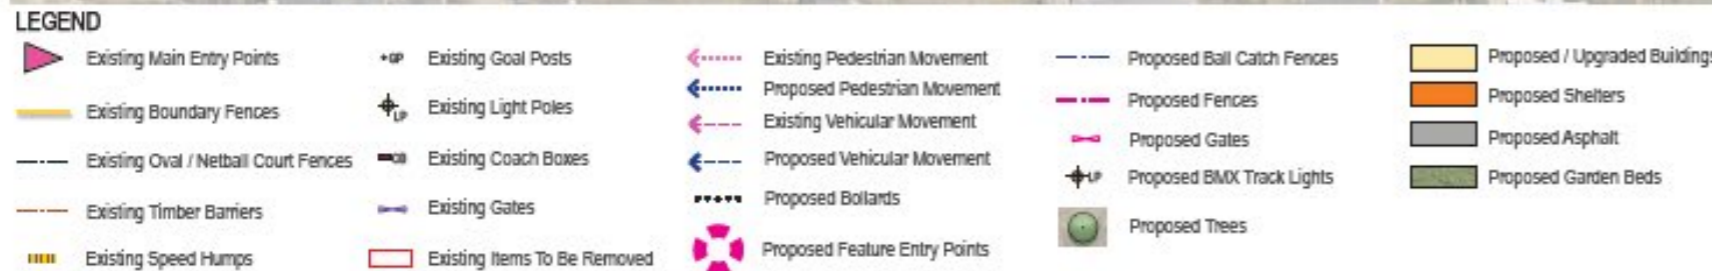 LEGEND
Existing Main Entry Points
Existing Boundary Fences
Existing Oval / Netball Court Fences
Existing Timber Barriers
Existing Speed Humps
GP Existing Goal Posts
LP Existing Light Poles
CB Existing Coach Boxes
Existing Gates
Existing Items To Be Removed
Existing Pedestrian Movement
Proposed Pedestrian Movement
Existing Vehicular Movement
Proposed Vehicular Movement
Proposed Bollards
Proposed Feature Entry Points
Proposed Ball Catch Fences
Proposed Fences
Proposed Gates
LP Proposed BMX Track Lights
Proposed Trees
Proposed / Upgraded Buildings
Proposed Shelters
Proposed Asphalt
Proposed Garden Beds